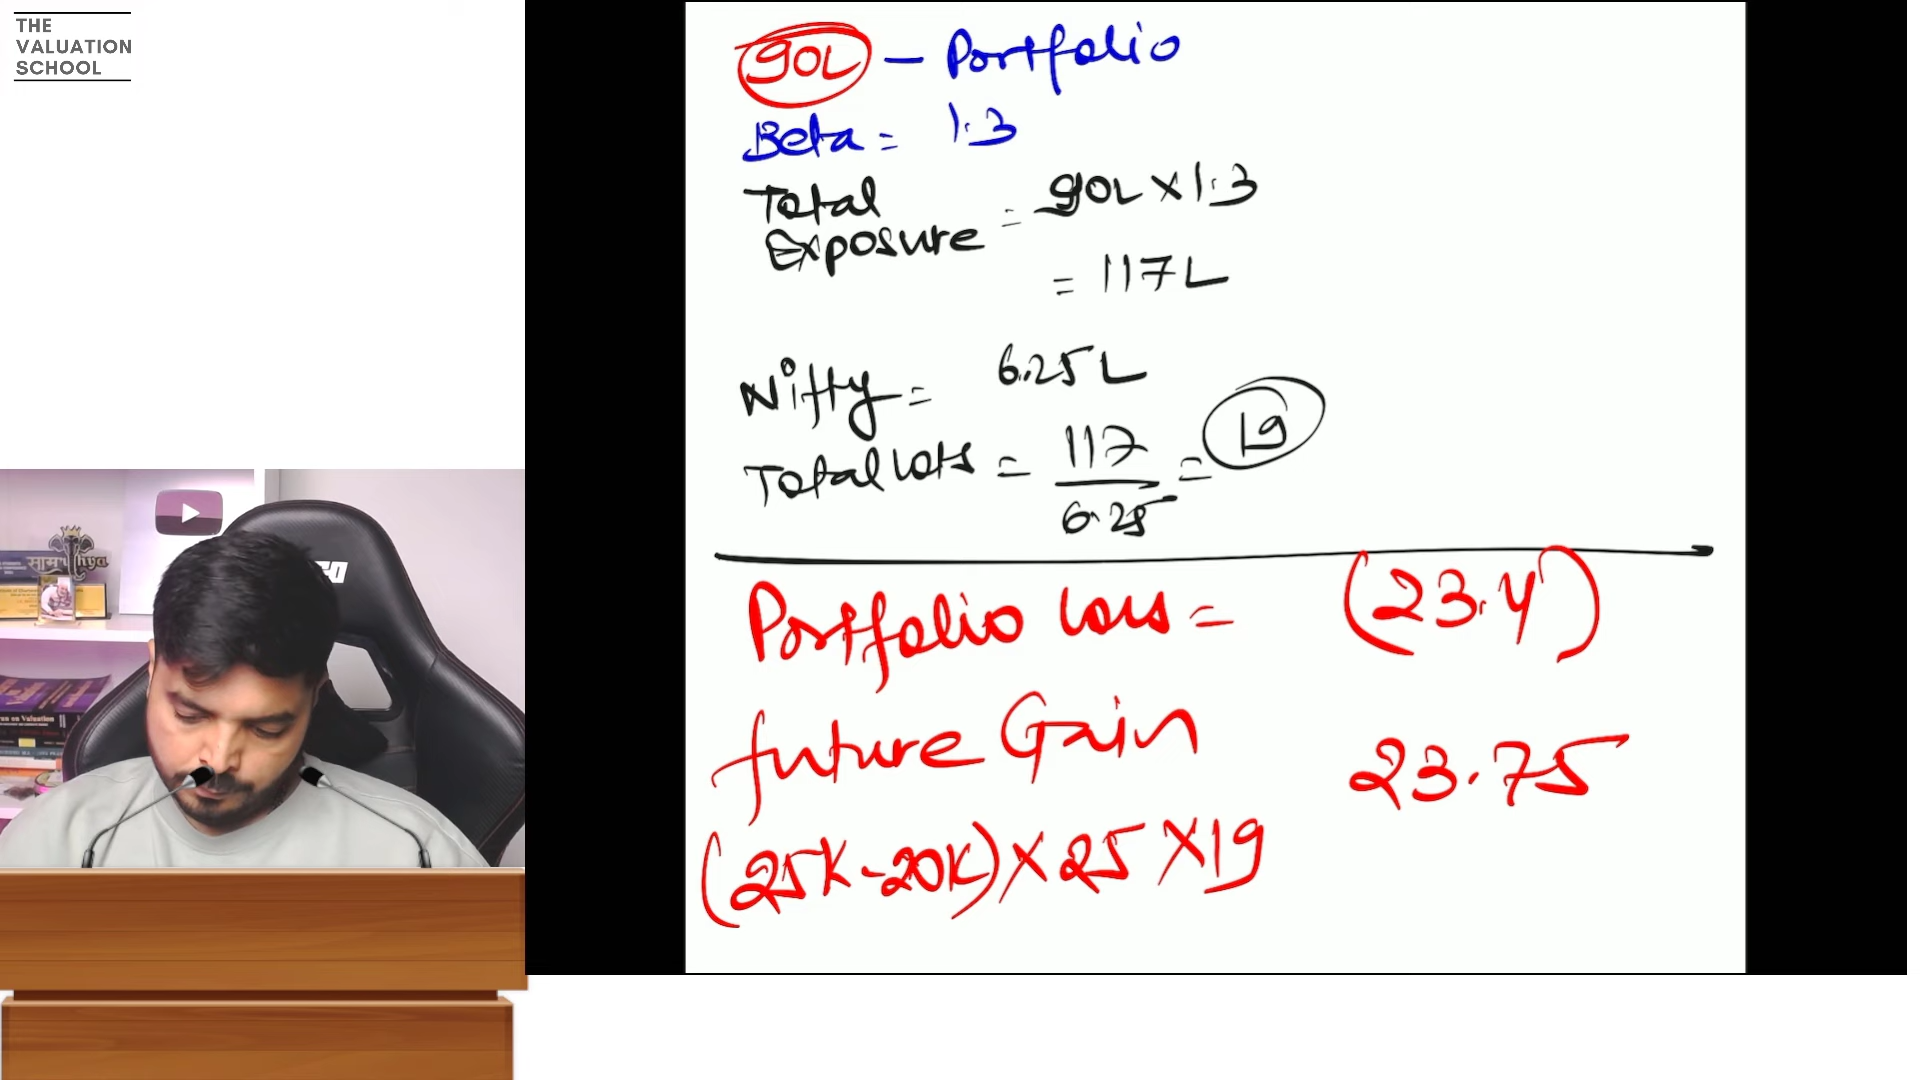 THE
VALUATION
SCHOOL
90L - Portfolio
Beta = 1.3
Total Exposure = 90L X 1.3
= 117L
Nifty = 6.25L
Total lots = 117 / 6.25 = 19
Portfolio loss = (23.4)
future Gain 23.75
(25K-20K) X 25 X 19